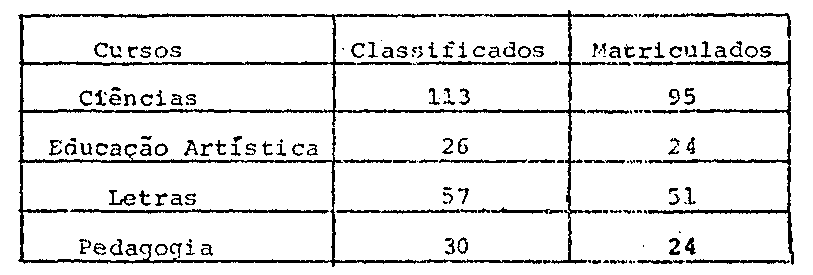 Cursos Classificados Matriculados
Ciências 113 95
Educação Artística 26 24
Letras 57 51
Pedagogia 30 24